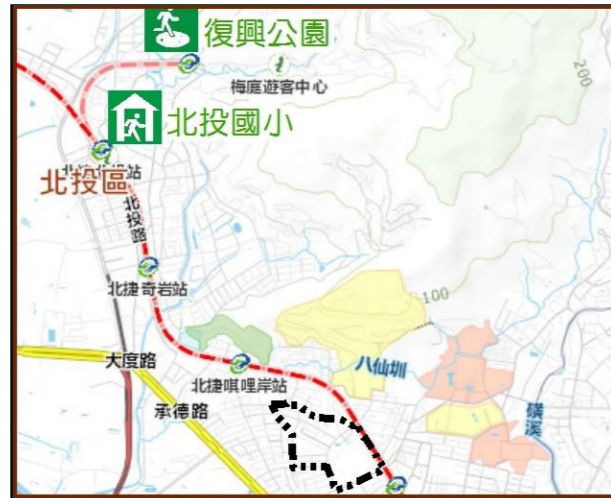 復興公園
梅庭遊客中心
200
北投國小
北投區
北投路
北捷奇岩站
100
大度路
北捷唭哩岸站
八仙圳
承德路
磺溪